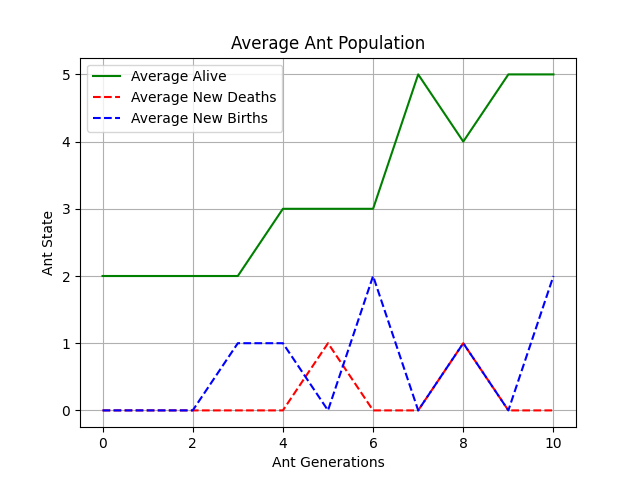 Average Ant Population
Average Alive
Average New Deaths
Average New Births
5
4
3
2
1
0
Ant State
0 2 4 6 8 10
Ant Generations